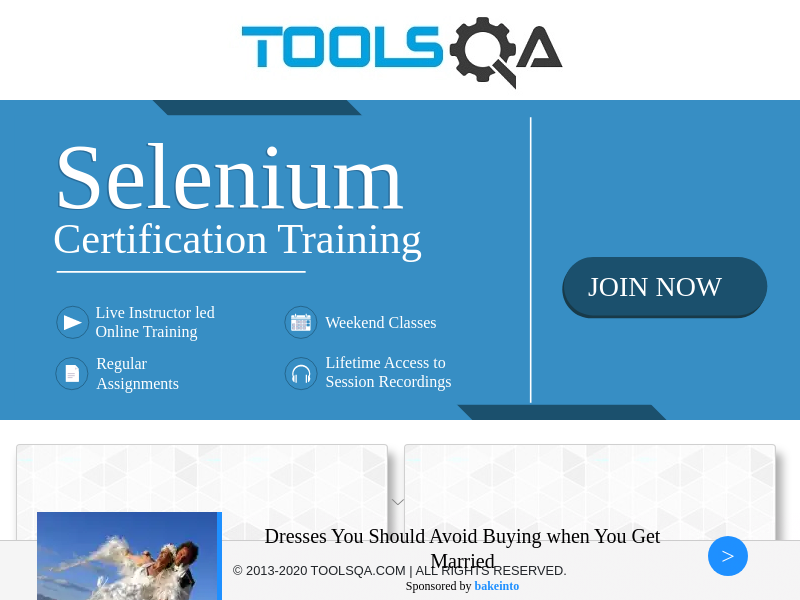 TOOLSQA
Selenium
Certification Training
JOIN NOW
Live Instructor led
Online Training
Weekend Classes
Regular
Assignments
Lifetime Access to
Session Recordings
Dresses You Should Avoid Buying when You Get
Married
© 2013-2020 TOOLSQA.COM | ALL RIGHTS RESERVED.
Sponsored by bakeinto
>